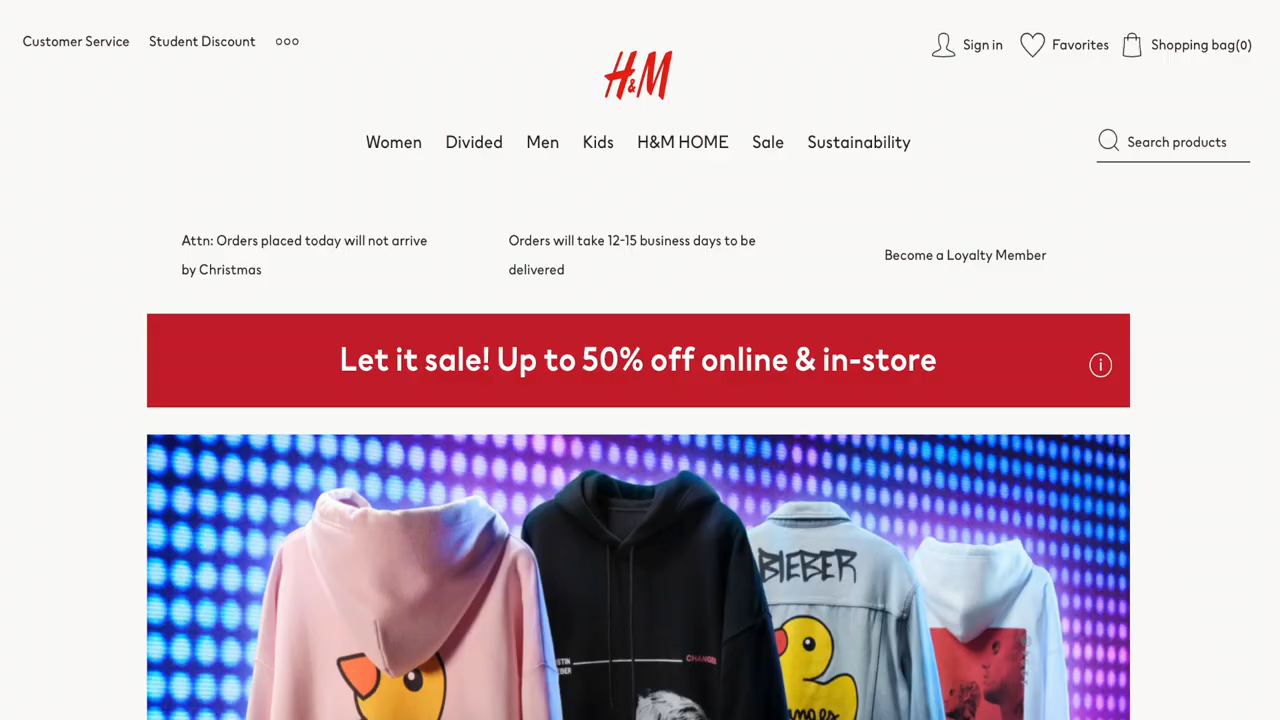 Customer Service
Student Discount
Sign in
Favorites
Shopping bag(0)
H&M
Women
Divided
Men
Kids
H&M HOME
Sale
Sustainability
Search products
Attn: Orders placed today will not arrive
by Christmas
Orders will take 12-15 business days to be
delivered
Become a Loyalty Member
Let it sale! Up to 50% off online & in-store
i
BIEBER
CHANGES